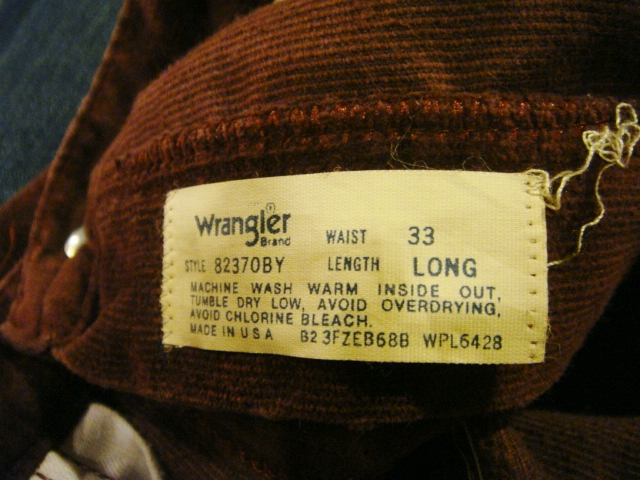 Wrangler®
Brand
WAIST 33
STYLE 82370BY LENGTH LONG
MACHINE WASH WARM INSIDE OUT,
TUMBLE DRY LOW, AVOID OVERDRYING,
AVOID CHLORINE BLEACH.
MADE IN USA B2 3FZEB68B WPL6428